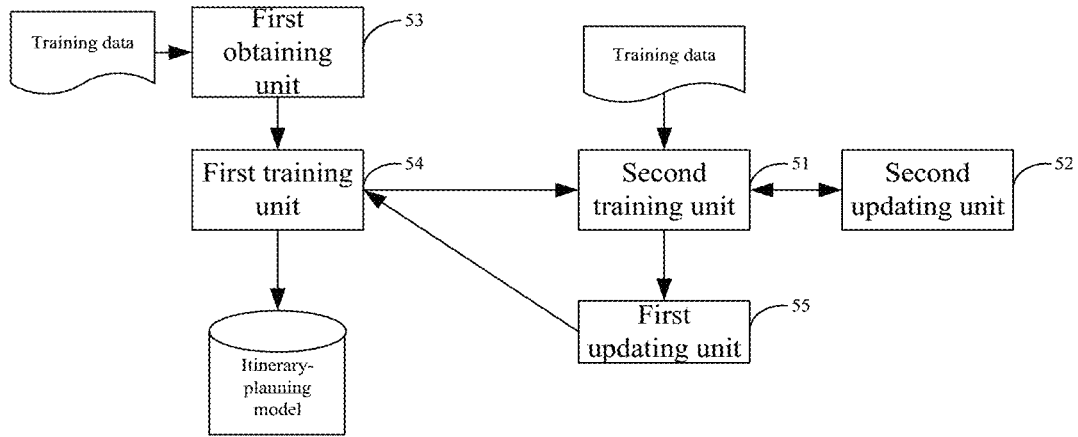 Training data
First
obtaining
unit
53
Training data
First training
unit
54
Second
training unit
51
Second
updating unit
52
First
updating unit
55
Itinerary-
planning
model